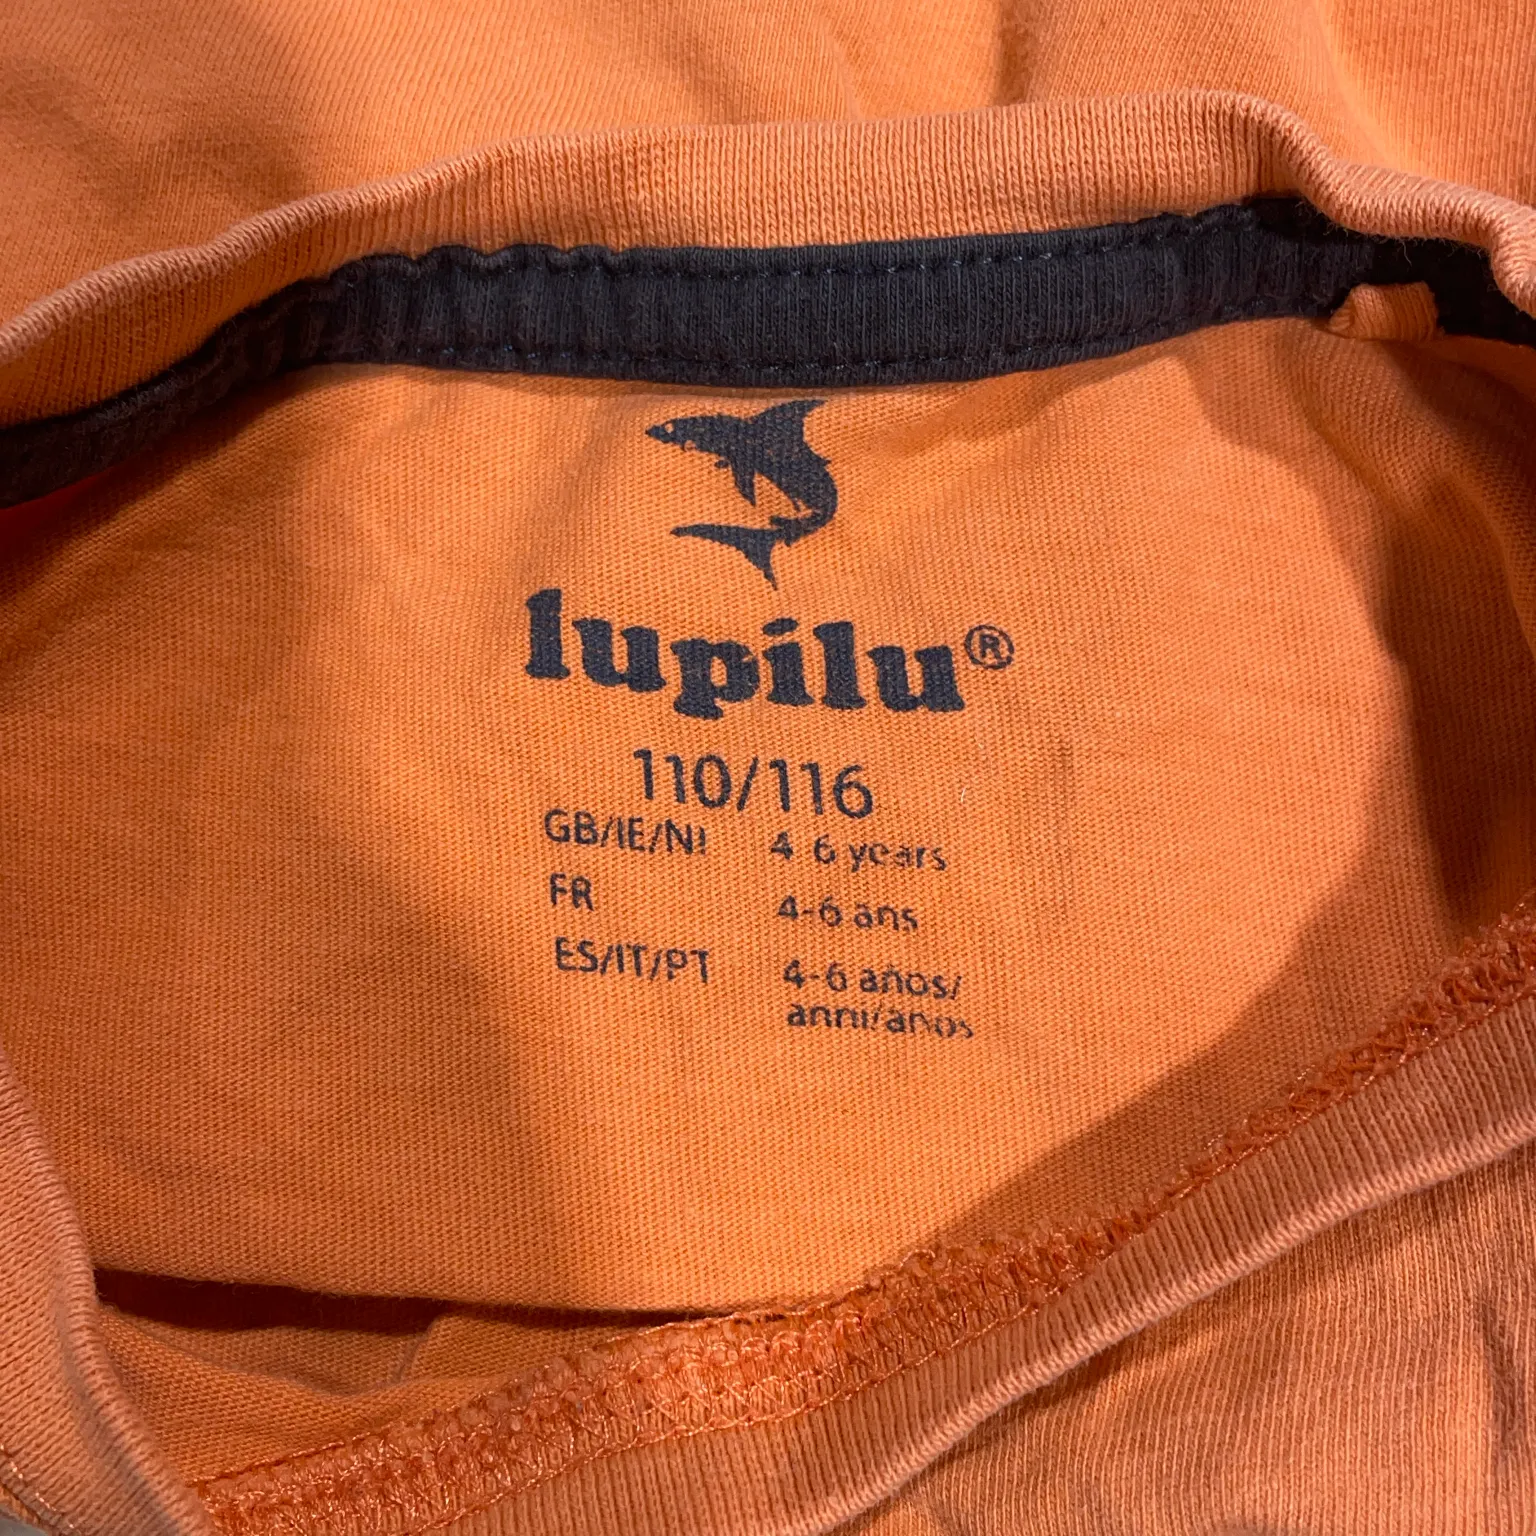 lupilu®
110/116
GB/IE/NI 4-6 years
FR 4-6 ans
ES/IT/PT 4-6 años/
anni/anos